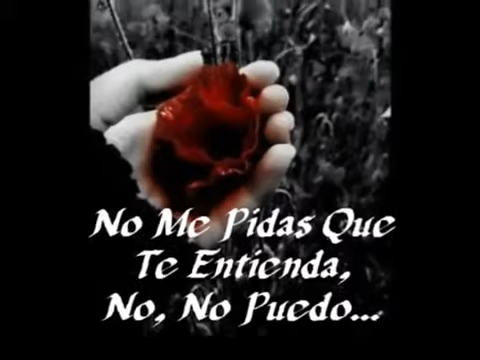 No Me Pidas Que
Te Entienda,
No, No Puedo...